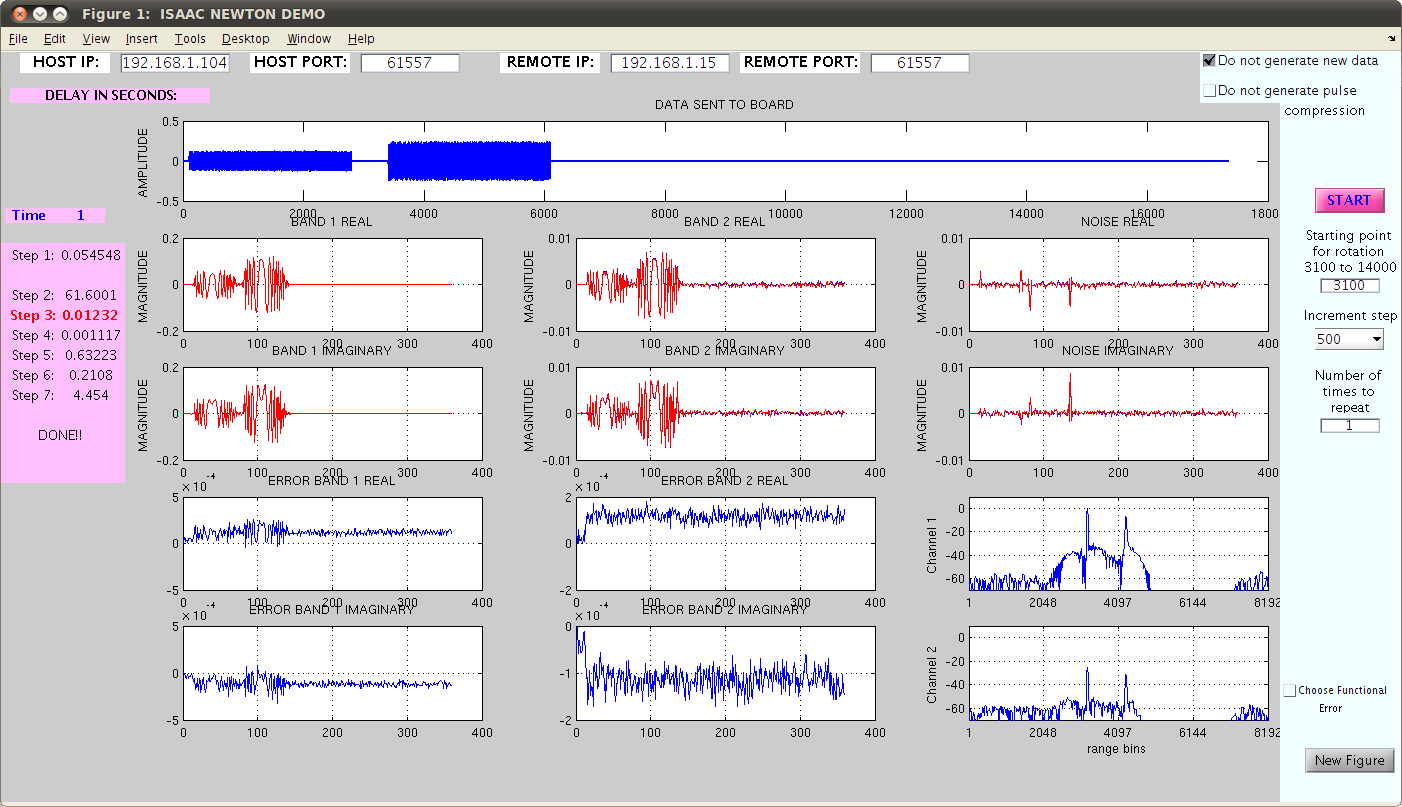 Figure 1: ISAAC NEWTON DEMO
File Edit View Insert Tools Desktop Window Help
HOST IP: 192.168.1.104 HOST PORT: 61557 REMOTE IP: 192.168.1.15 REMOTE PORT: 61557
Do not generate new data
Do not generate pulse
compression
DELAY IN SECONDS:
Time 1
Step 1: 0.054548
Step 2: 61.6001
Step 3: 0.01232
Step 4: 0.001117
Step 5: 0.63223
Step 6: 0.2108
Step 7: 4.454
DONE!!
DATA SENT TO BOARD
AMPLITUDE
0.5
0
-0.5
0 2000 4000 6000 8000 10000 12000 14000 16000 1800
BAND 1 REAL
MAGNITUDE
0.2
0
-0.2
0 100 200 300 400
BAND 2 REAL
MAGNITUDE
0.01
0
-0.01
0 100 200 300 400
NOISE REAL
MAGNITUDE
0.01
0
-0.01
0 100 200 300 400
BAND 1 IMAGINARY
MAGNITUDE
0.2
0
-0.2
0 100 200 300 400
BAND 2 IMAGINARY
MAGNITUDE
0.01
0
-0.01
0 100 200 300 400
NOISE IMAGINARY
MAGNITUDE
0.01
0
-0.01
0 100 200 300 400
ERROR BAND 1 REAL
× 10⁻⁴
5
0
-5
0 100 200 300 400
ERROR BAND 2 REAL
× 10⁻⁴
2
0
-2
0 100 200 300 400
Channel 1
0
-20
-40
-60
1 2048 4097 6144 8192
ERROR BAND 1 IMAGINARY
× 10⁻⁴
5
0
-5
0 100 200 300 400
ERROR BAND 2 IMAGINARY
× 10⁻⁴
0
-1
-2
0 100 200 300 400
Channel 2
0
-20
-40
-60
1 2048 4097 6144 8192
range bins
START
Starting point
for rotation
3100 to 14000
3100
Increment step
500
Number of
times to
repeat
1
Choose Functional
Error
New Figure